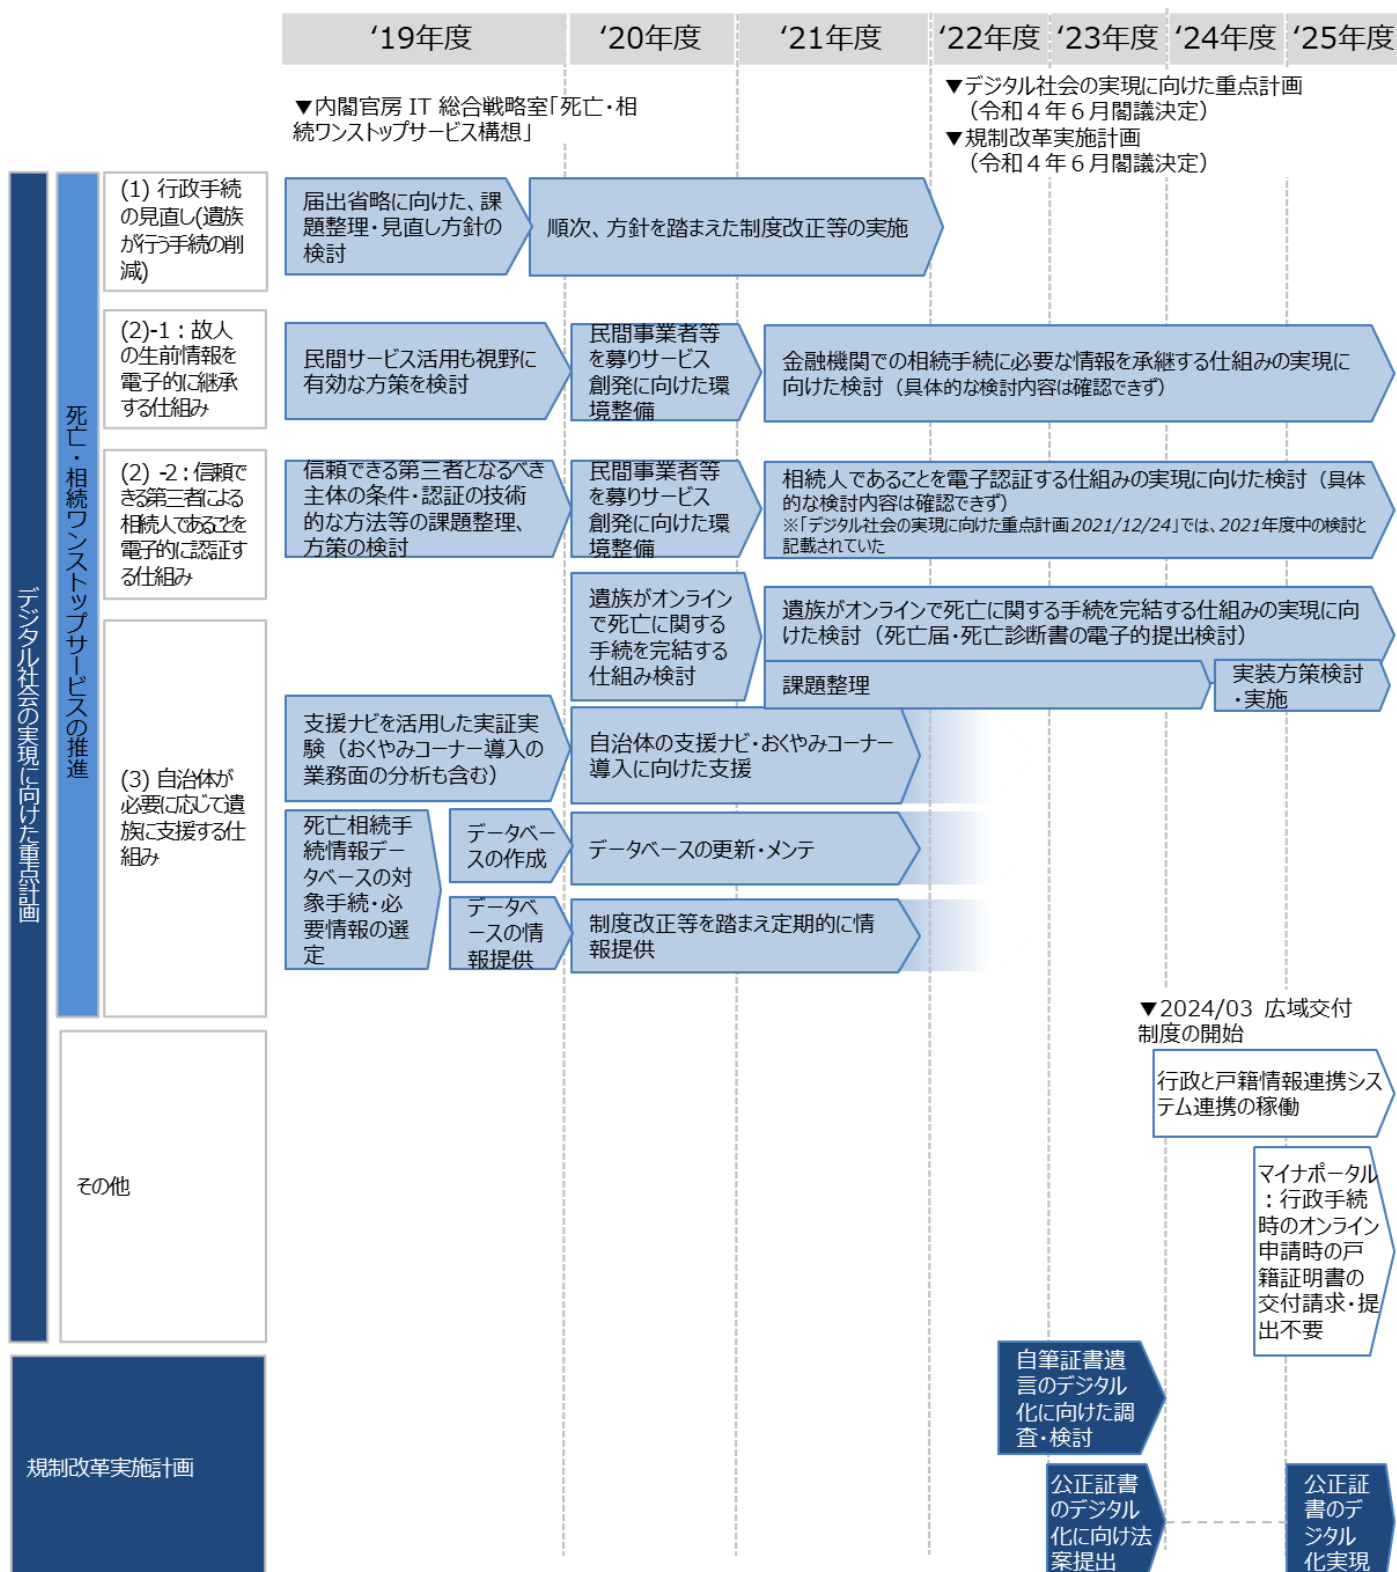 ‘19年度
‘20年度
‘21年度
‘22年度
‘23年度
‘24年度
‘25年度
▼内閣官房 IT 総合戦略室「死亡・相
続ワンストップサービス構想」
▼デジタル社会の実現に向けた重点計画
（令和４年６月閣議決定）
▼規制改革実施計画
（令和４年６月閣議決定）
デジタル社会の実現に向けた重点計画
死亡・相続ワンストップサービスの推進
(1) 行政手続
の見直し(遺族
が行う手続の削
減)
届出省略に向けた、課
題整理・見直し方針の
検討
順次、方針を踏まえた制度改正等の実施
(2)-1：故人
の生前情報を
電子的に継承
する仕組み
民間サービス活用も視野に
有効な方策を検討
民間事業者等
を募りサービス
創発に向けた環
境整備
金融機関での相続手続に必要な情報を承継する仕組みの実現に
向けた検討（具体的な検討内容は確認できず）
(2) -2：信頼で
きる第三者による
相続人であることを
電子的に認証す
る仕組み
信頼できる第三者となるべき
主体の条件・認証の技術
的な方法等の課題整理、
方策の検討
民間事業者等
を募りサービス
創発に向けた環
境整備
相続人であることを電子認証する仕組みの実現に向けた検討（具体
的な検討内容は確認できず）
※「デジタル社会の実現に向けた重点計画2021/12/24」では、2021年度中の検討と
記載されていた
(3) 自治体が
必要に応じて遺
族に支援する仕
組み
遺族がオンライン
で死亡に関する
手続を完結する
仕組み検討
遺族がオンラインで死亡に関する手続を完結する仕組みの実現に向
けた検討（死亡届・死亡診断書の電子的提出検討）
課題整理
実装方策検討
・実施
支援ナビを活用した実証実
験（おくやみコーナー導入の
業務面の分析も含む）
自治体の支援ナビ・おくやみコーナー
導入に向けた支援
死亡相続手
続情報デー
タベースの対
象手続・必
要情報の選
定
データベー
スの作成
データベースの更新・メンテ
データベ
ースの情
報提供
制度改正等を踏まえ定期的に情
報提供
その他
▼2024/03 広域交付
制度の開始
行政と戸籍情報連携シス
テム連携の稼働
マイナポータル
：行政手続
時のオンライン
申請時の戸
籍証明書の
交付請求・提
出不要
規制改革実施計画
自筆証書遺
言のデジタル
化に向けた調
査・検討
公正証書
のデジタル
化に向け法
案提出
公正証
書のデ
ジタル
化実現